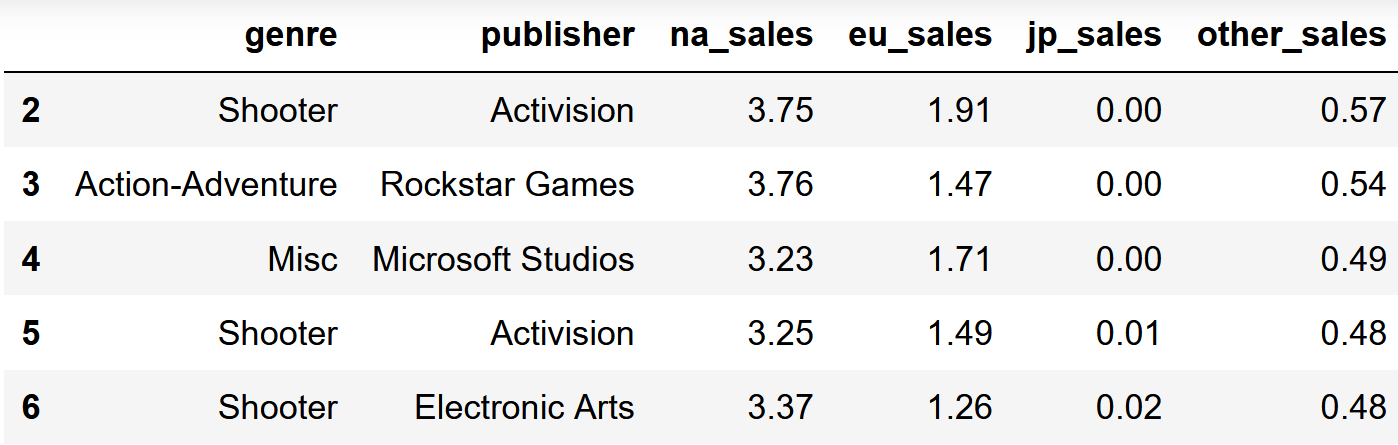 genre publisher na_sales eu_sales jp_sales other_sales
2 Shooter Activision 3.75 1.91 0.00 0.57
3 Action-Adventure Rockstar Games 3.76 1.47 0.00 0.54
4 Misc Microsoft Studios 3.23 1.71 0.00 0.49
5 Shooter Activision 3.25 1.49 0.01 0.48
6 Shooter Electronic Arts 3.37 1.26 0.02 0.48